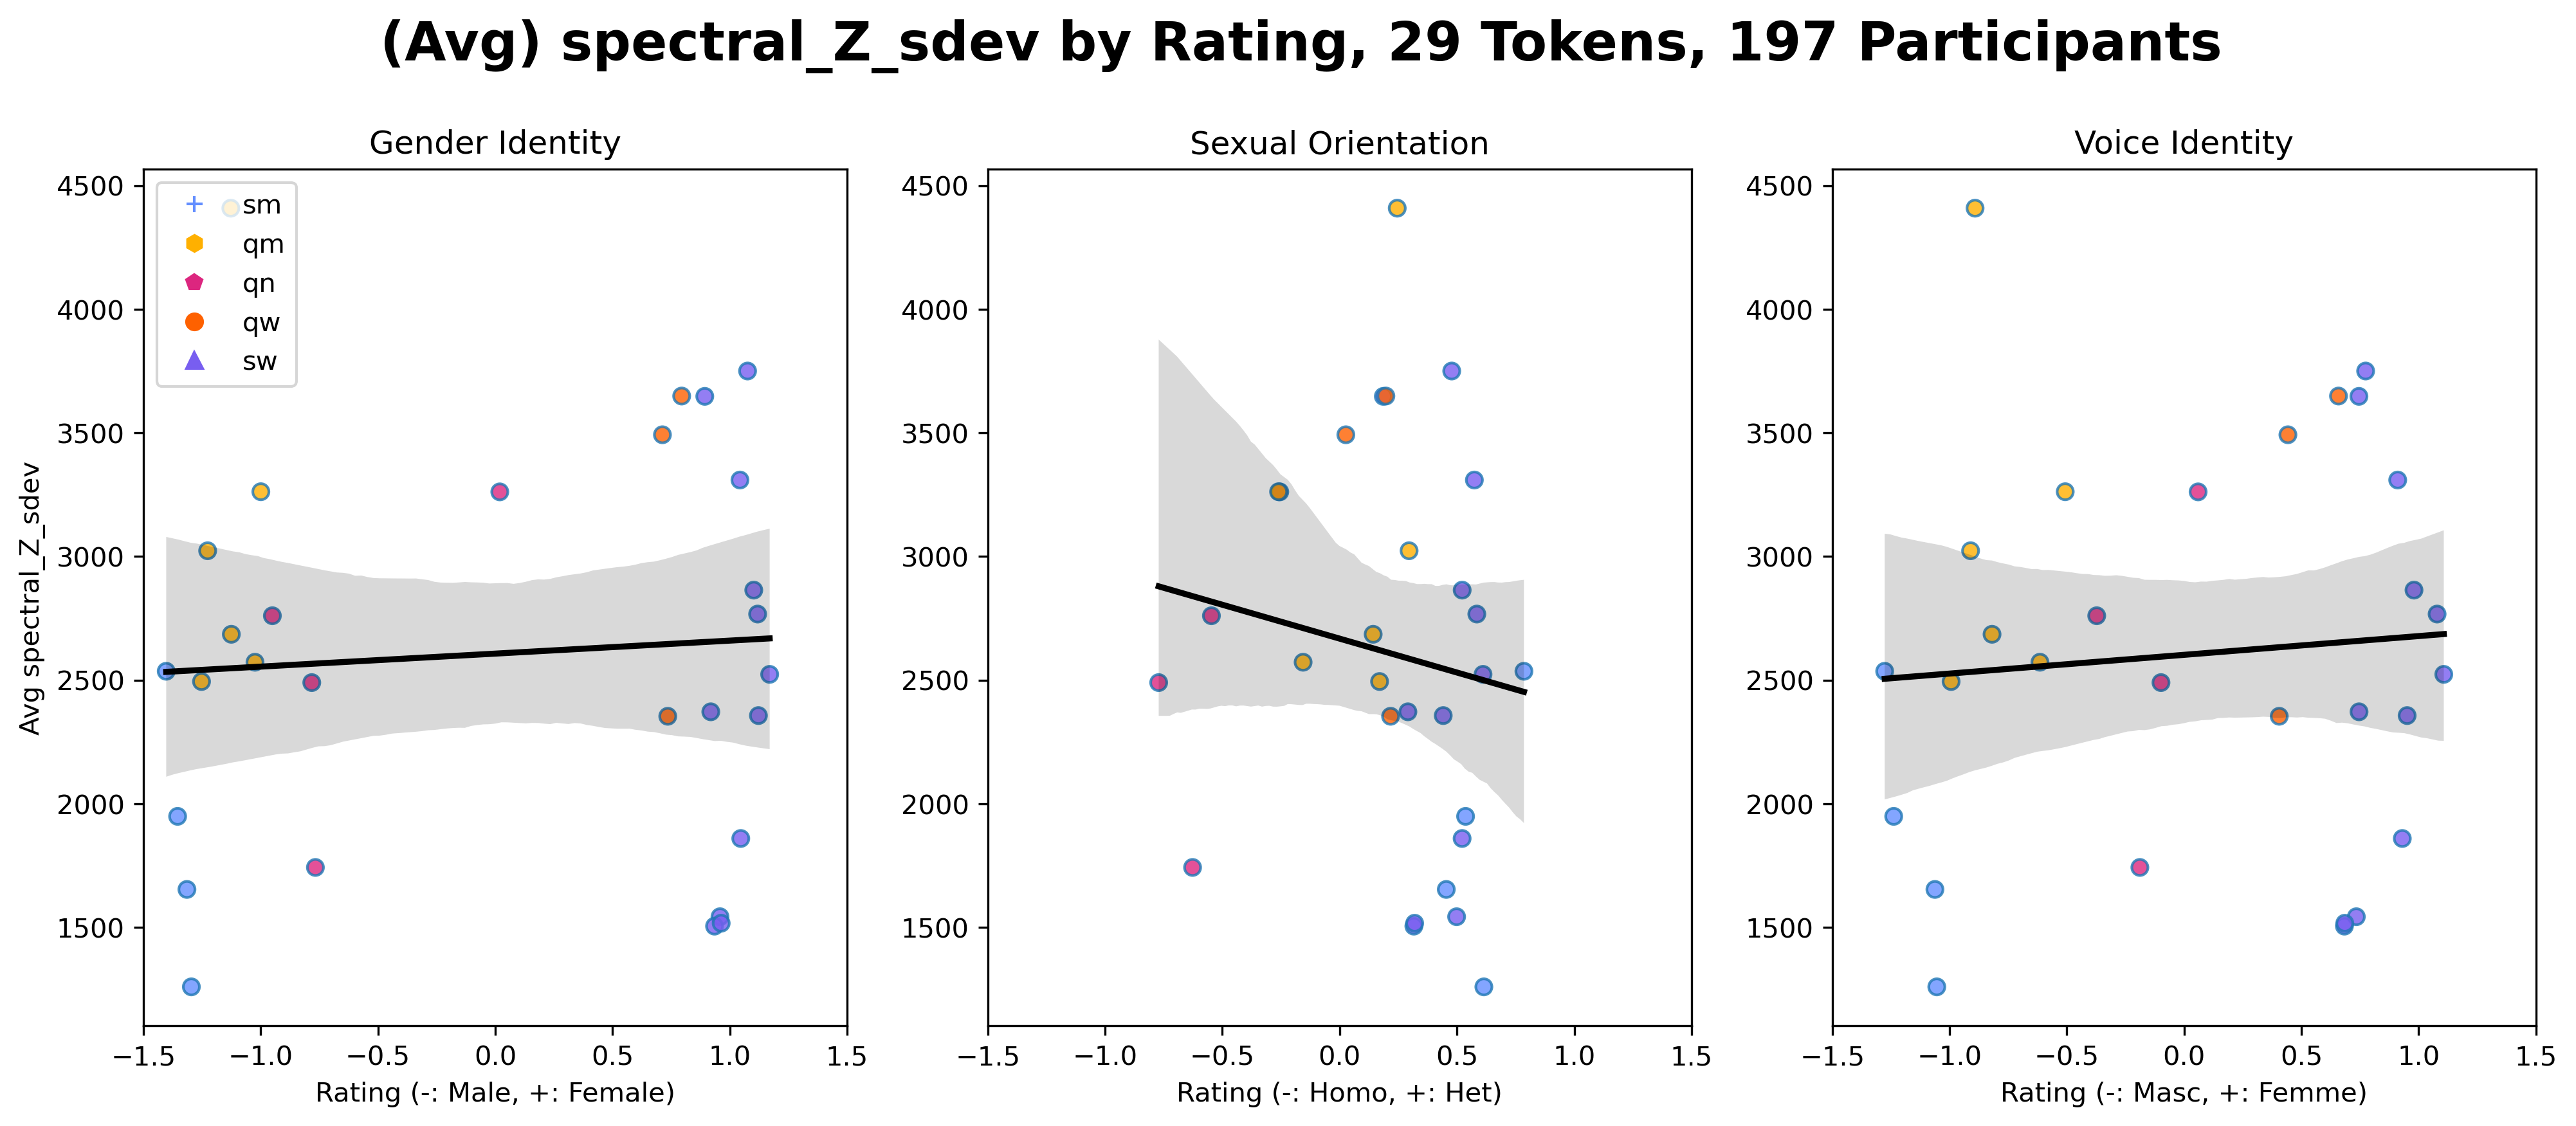 (Avg) spectral_Z_sdev by Rating, 29 Tokens, 197 Participants
Gender Identity
Sexual Orientation
Voice Identity
sm
qm
qn
qw
sw
Avg spectral_Z_sdev
4500
4000
3500
3000
2500
2000
1500
−1.5 −1.0 −0.5 0.0 0.5 1.0 1.5
Rating (-: Male, +: Female)
4500
4000
3500
3000
2500
2000
1500
−1.5 −1.0 −0.5 0.0 0.5 1.0 1.5
Rating (-: Homo, +: Het)
4500
4000
3500
3000
2500
2000
1500
−1.5 −1.0 −0.5 0.0 0.5 1.0 1.5
Rating (-: Masc, +: Femme)